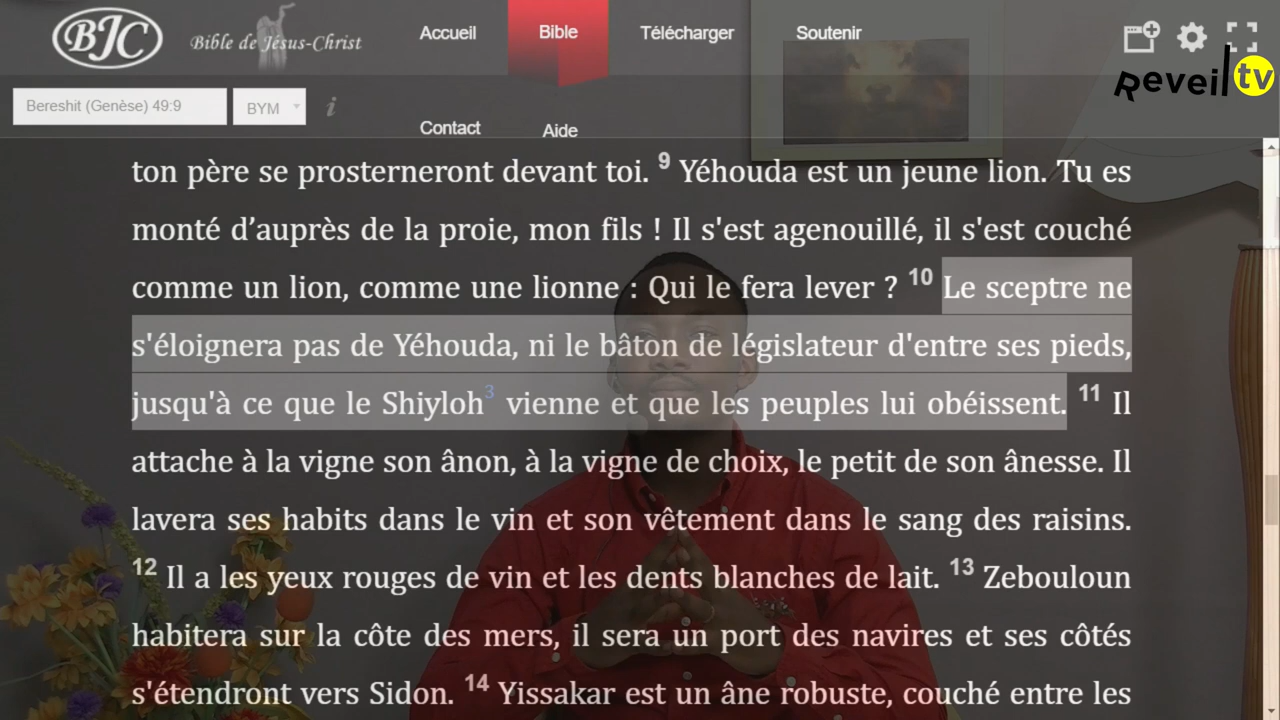 BJC Bible de Jésus-Christ
Accueil Bible Télécharger Soutenir
Reveil tv
Bereshit (Genèse) 49:9 BYM i
Contact Aide
ton père se prosterneront devant toi. 9 Yéhouda est un jeune lion. Tu es
monté d’auprès de la proie, mon fils ! Il s'est agenouillé, il s'est couché
comme un lion, comme une lionne : Qui le fera lever ? 10 Le sceptre ne
s'éloignera pas de Yéhouda, ni le bâton de législateur d'entre ses pieds,
jusqu'à ce que le Shiyloh3 vienne et que les peuples lui obéissent. 11 Il
attache à la vigne son ânon, à la vigne de choix, le petit de son ânesse. Il
lavera ses habits dans le vin et son vêtement dans le sang des raisins.
12 Il a les yeux rouges de vin et les dents blanches de lait. 13 Zebouloun
habitera sur la côte des mers, il sera un port des navires et ses côtés
s'étendront vers Sidon. 14 Yissakar est un âne robuste, couché entre les